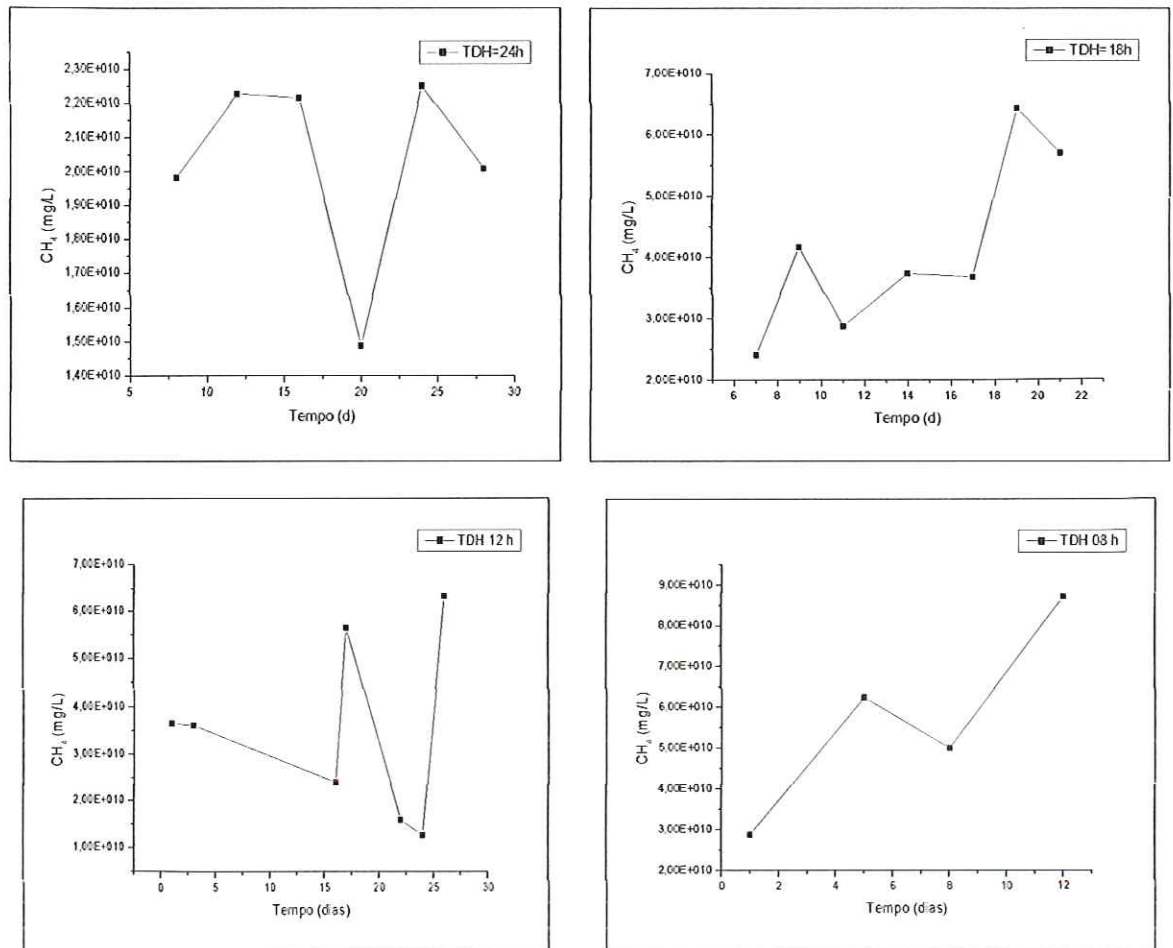 TDH=24h
2,30E+010
2,20E+010
2,10E+010
2,00E+010
1,90E+010
1,80E+010
1,70E+010
1,60E+010
1,50E+010
1,40E+010
CH₄ (mg/L)
5 10 15 20 25 30
Tempo (d)
TDH=18h
7,00E+010
6,00E+010
5,00E+010
4,00E+010
3,00E+010
2,00E+010
CH₄ (mg/L)
6 8 10 12 14 16 18 20 22
Tempo (d)
TDH 12 h
7,00E+010
6,00E+010
5,00E+010
4,00E+010
3,00E+010
2,00E+010
1,00E+010
CH₄ (mg/L)
0 5 10 15 20 25 30
Tempo (dias)
TDH 08 h
9,00E+010
8,00E+010
7,00E+010
6,00E+010
5,00E+010
4,00E+010
3,00E+010
2,00E+010
CH₄ (mg/L)
0 2 4 6 8 10 12
Tempo (dias)